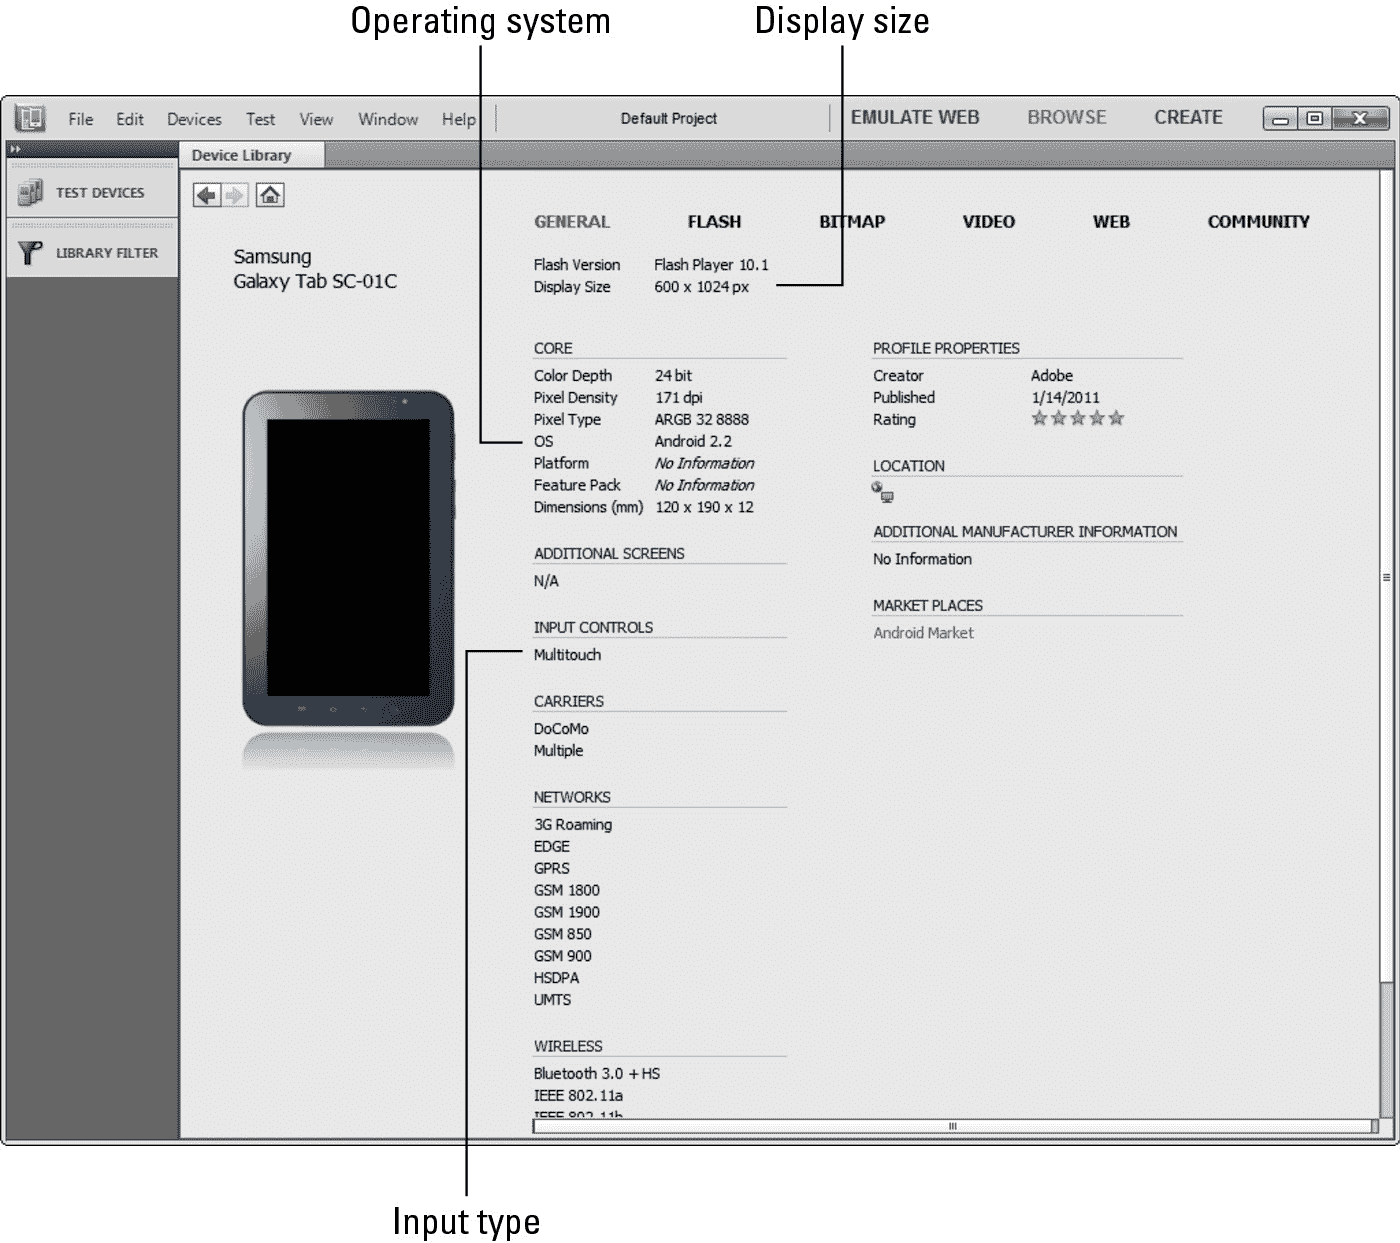 Operating system
Display size
File Edit Devices Test View Window Help
Default Project
EMULATE WEB BROWSE CREATE
Device Library
TEST DEVICES
LIBRARY FILTER
Samsung
Galaxy Tab SC-01C
GENERAL FLASH BITMAP VIDEO WEB COMMUNITY
Flash Version Flash Player 10.1
Display Size 600 x 1024 px
CORE
Color Depth 24 bit
Pixel Density 171 dpi
Pixel Type ARGB 32 8888
OS Android 2.2
Platform No Information
Feature Pack No Information
Dimensions (mm) 120 x 190 x 12
ADDITIONAL SCREENS
N/A
INPUT CONTROLS
Multitouch
CARRIERS
DoCoMo
Multiple
NETWORKS
3G Roaming
EDGE
GPRS
GSM 1800
GSM 1900
GSM 850
GSM 900
HSDPA
UMTS
WIRELESS
Bluetooth 3.0 + HS
IEEE 802.11a
IEEE 802.11b
PROFILE PROPERTIES
Creator Adobe
Published 1/14/2011
Rating
LOCATION
ADDITIONAL MANUFACTURER INFORMATION
No Information
MARKET PLACES
Android Market
Input type